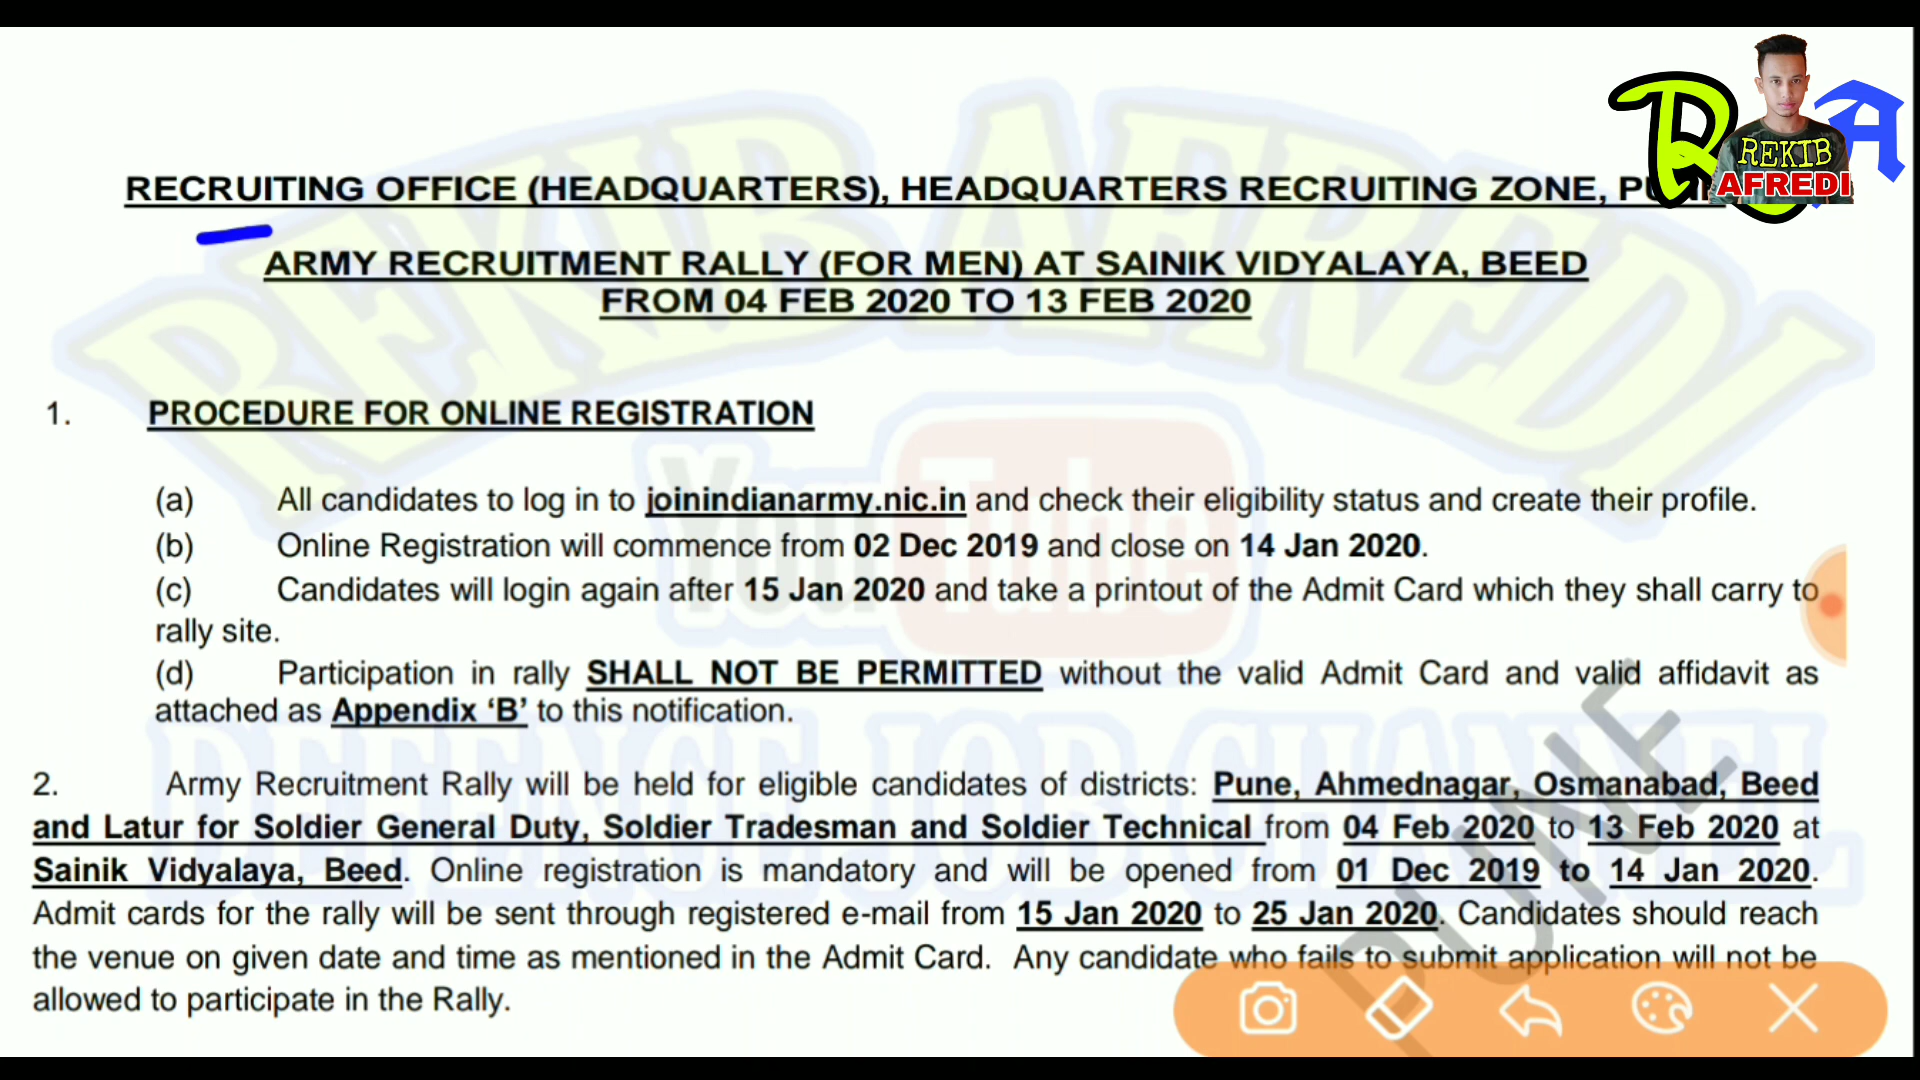 REKIB
AFREDI
RECRUITING OFFICE (HEADQUARTERS), HEADQUARTERS RECRUITING ZONE,
ARMY RECRUITMENT RALLY (FOR MEN) AT SAINIK VIDYALAYA, BEED
FROM 04 FEB 2020 TO 13 FEB 2020
1. PROCEDURE FOR ONLINE REGISTRATION
(a) All candidates to log in to joinindianarmy.nic.in and check their eligibility status and create their profile.
(b) Online Registration will commence from 02 Dec 2019 and close on 14 Jan 2020.
(c) Candidates will login again after 15 Jan 2020 and take a printout of the Admit Card which they shall carry to
rally site.
(d) Participation in rally SHALL NOT BE PERMITTED without the valid Admit Card and valid affidavit as
attached as Appendix ‘B’ to this notification.
2. Army Recruitment Rally will be held for eligible candidates of districts: Pune, Ahmednagar, Osmanabad, Beed
and Latur for Soldier General Duty, Soldier Tradesman and Soldier Technical from 04 Feb 2020 to 13 Feb 2020 at
Sainik Vidyalaya, Beed. Online registration is mandatory and will be opened from 01 Dec 2019 to 14 Jan 2020.
Admit cards for the rally will be sent through registered e-mail from 15 Jan 2020 to 25 Jan 2020. Candidates should reach
the venue on given date and time as mentioned in the Admit Card. Any candidate who fails to submit application will not be
allowed to participate in the Rally.
REKIB AFREDI
YouTube
DEFENCE JOB CHANNEL
PUNE
R A